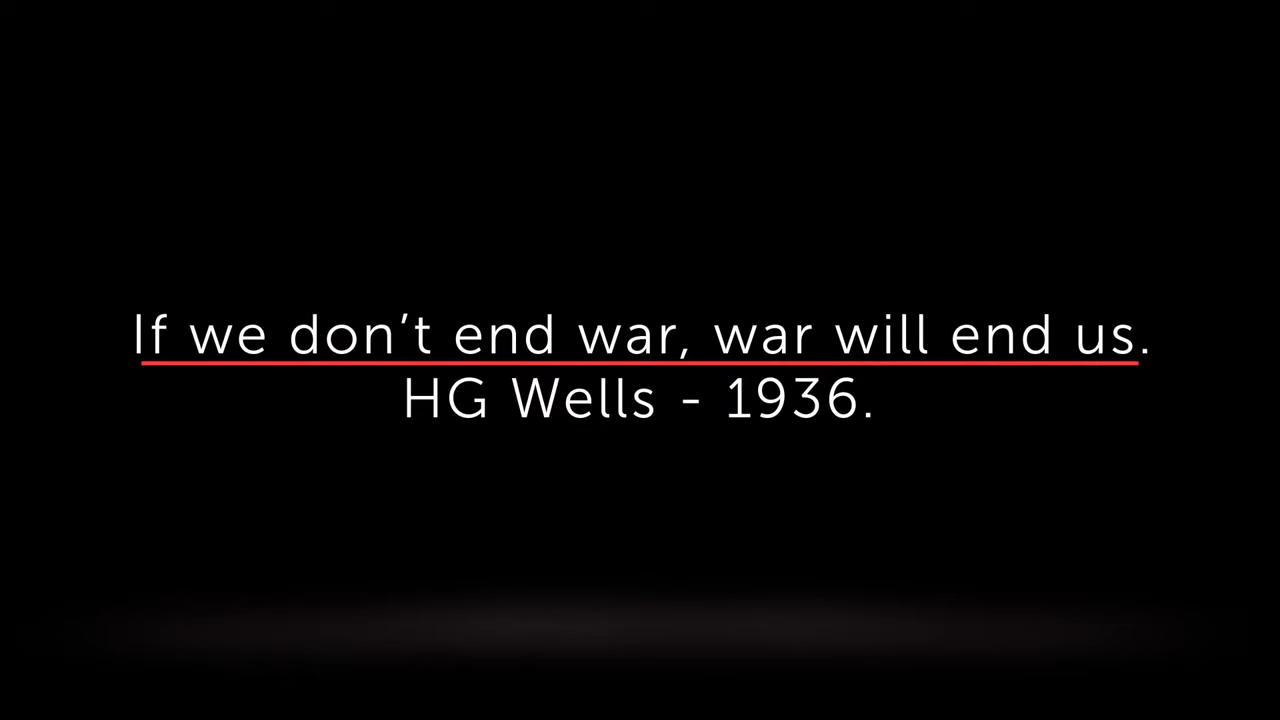 If we don’t end war, war will end us.
HG Wells - 1936.